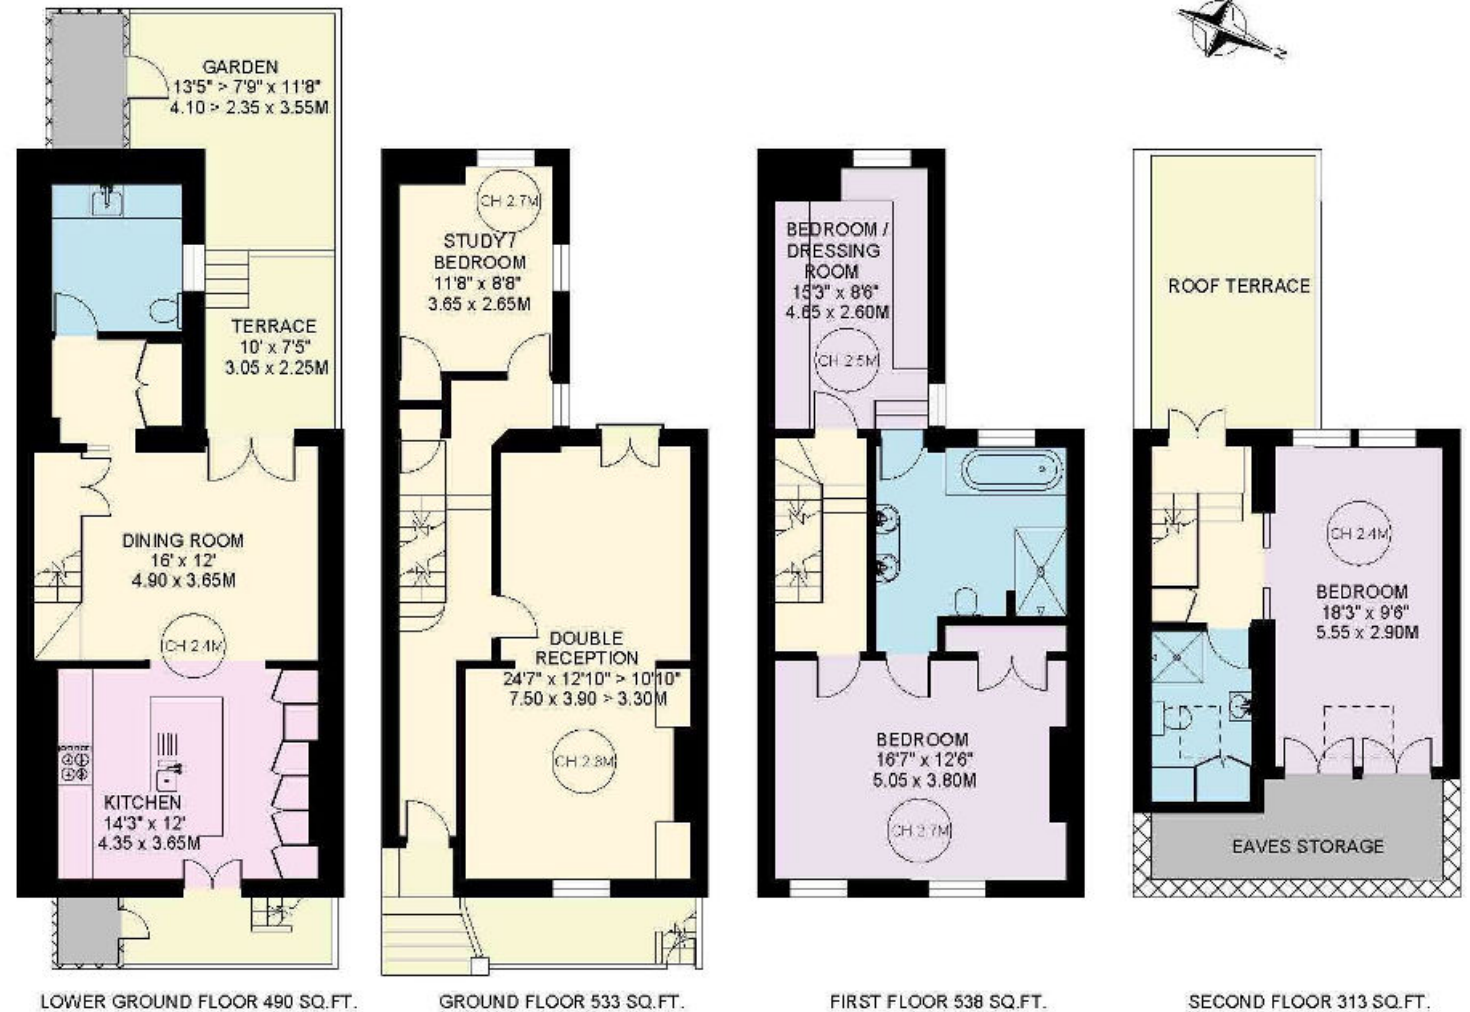 N
GARDEN
13'5" > 7'9" x 11'8"
4.10 > 2.35 x 3.55M
TERRACE
10' x 7'5"
3.05 x 2.25M
DINING ROOM
16' x 12'
4.90 x 3.65M
CH 2.4M
KITCHEN
14'3" x 12'
4.35 x 3.65M
LOWER GROUND FLOOR 490 SQ.FT.
CH 2.7M
STUDY7
BEDROOM
11'8" x 8'8"
3.65 x 2.65M
DOUBLE
RECEPTION
24'7" x 12'10" > 10'10"
7.50 x 3.90 > 3.30M
CH 2.8M
GROUND FLOOR 533 SQ.FT.
BEDROOM /
DRESSING
ROOM
15'3" x 8'6"
4.65 x 2.60M
CH 2.5M
BEDROOM
16'7" x 12'6"
5.05 x 3.80M
CH 2.7M
FIRST FLOOR 538 SQ.FT.
ROOF TERRACE
CH 2.4M
BEDROOM
18'3" x 9'6"
5.55 x 2.90M
EAVES STORAGE
SECOND FLOOR 313 SQ.FT.